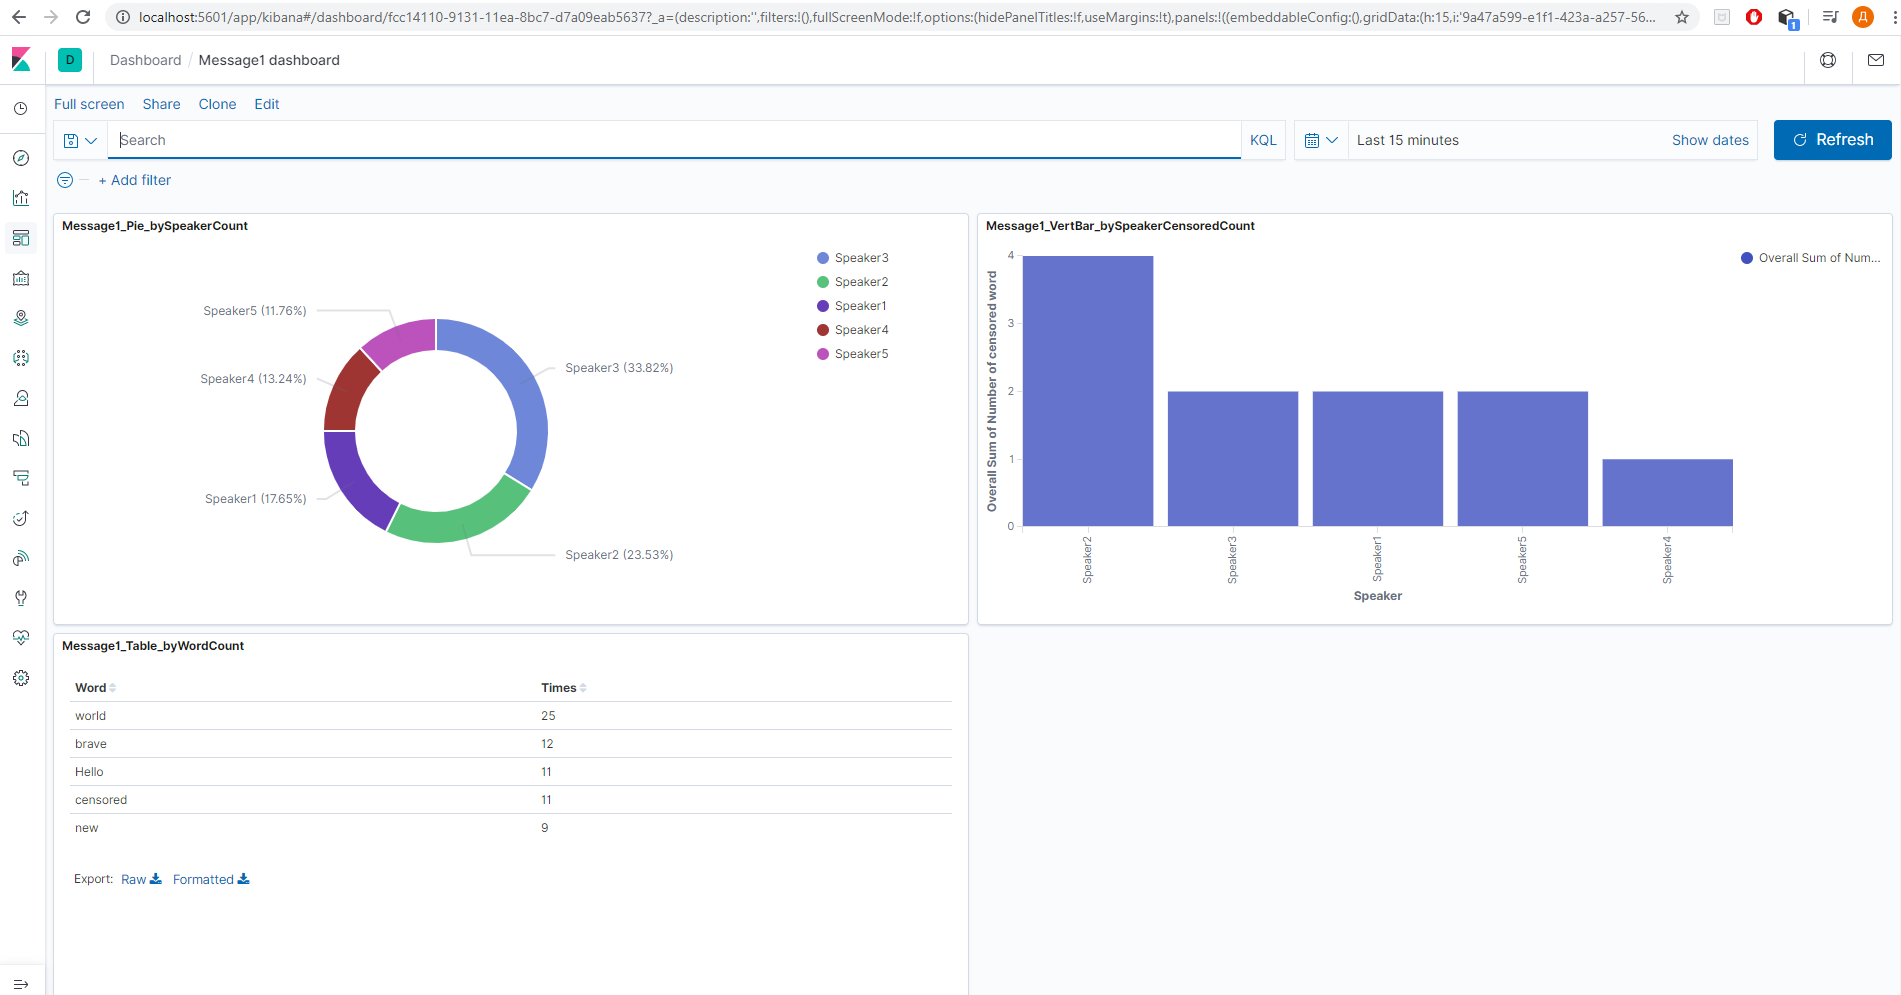 localhost:5601/app/kibana#/dashboard/fcc14110-9131-11ea-8bc7-d7a09eab5637?_a=(description:'',filters:!(),fullScreenMode:!f,options:(hidePanelTitles:!f,useMargins:!t),panels:!((embeddableConfig:(),gridData:(h:15,i:'9a47a599-e1f1-423a-a257-56...
1
Д
D
Dashboard / Message1 dashboard
Full screen Share Clone Edit
Search
KQL
Last 15 minutes
Show dates
Refresh
+ Add filter
Message1_Pie_bySpeakerCount
Speaker3
Speaker2
Speaker1
Speaker4
Speaker5
Speaker5 (11.76%)
Speaker3 (33.82%)
Speaker4 (13.24%)
Speaker1 (17.65%)
Speaker2 (23.53%)
Message1_VertBar_bySpeakerCensoredCount
Overall Sum of Num...
Overall Sum of Number of censored word
4
3
2
1
0
Speaker2
Speaker3
Speaker1
Speaker5
Speaker4
Speaker
Message1_Table_byWordCount
Word Times
world 25
brave 12
Hello 11
censored 11
new 9
Export: Raw Formatted